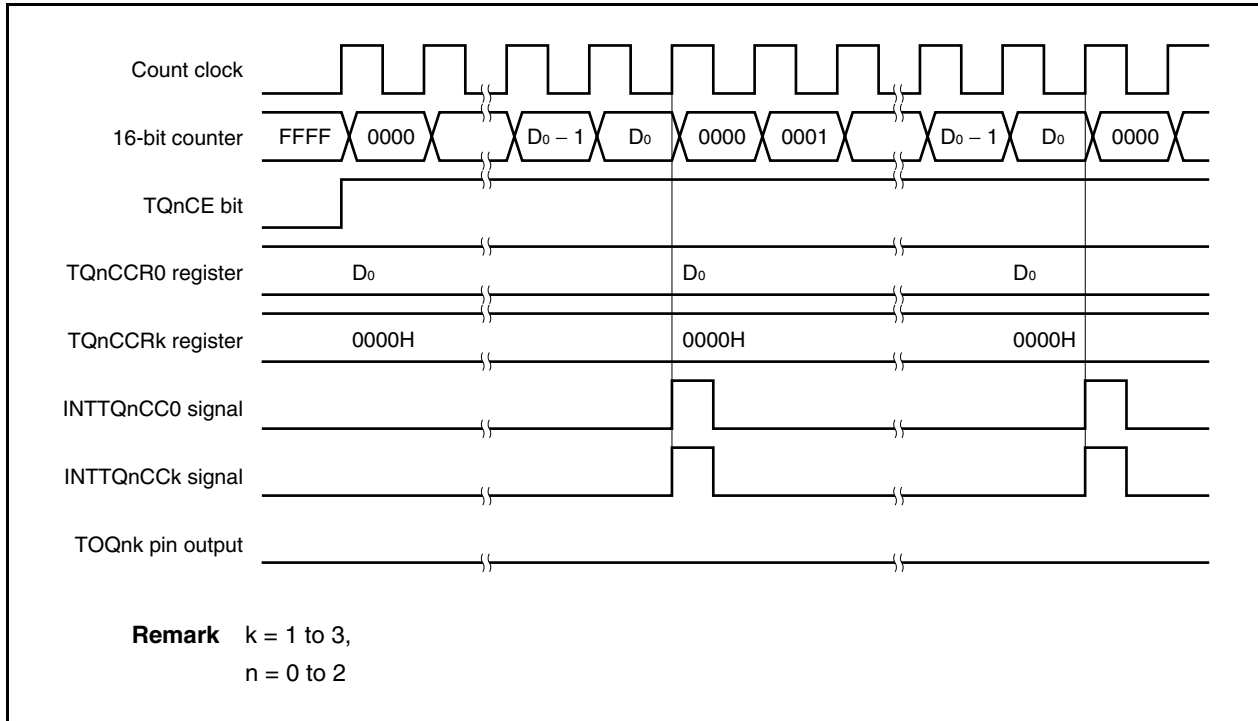 Count clock
16-bit counter FFFF 0000 D₀ − 1 D₀ 0000 0001 D₀ − 1 D₀ 0000
TQnCE bit
TQnCCR0 register D₀ D₀ D₀
TQnCCRk register 0000H 0000H 0000H
INTTQnCC0 signal
INTTQnCCk signal
TOQnk pin output
Remark k = 1 to 3,
n = 0 to 2